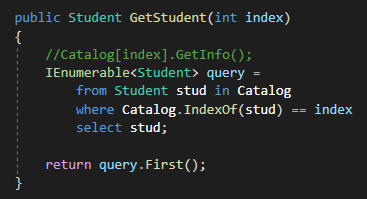 public Student GetStudent(int index)
{
    //Catalog[index].GetInfo();
    IEnumerable<Student> query =
        from Student stud in Catalog
        where Catalog.IndexOf(stud) == index
        select stud;

    return query.First();
}